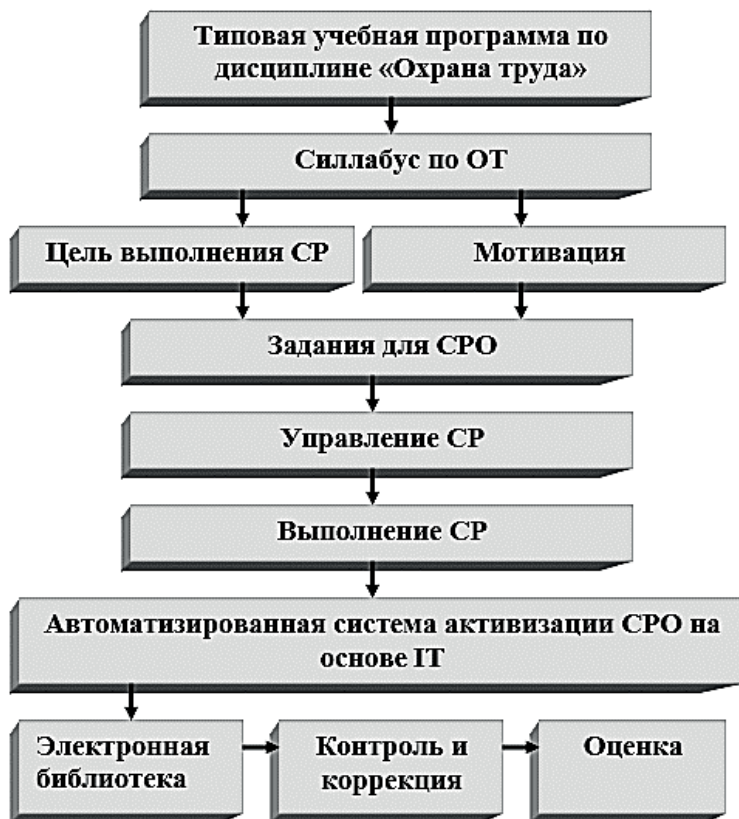 Типовая учебная программа по
дисциплине «Охрана труда»
Силлабус по ОТ
Цель выполнения СР
Мотивация
Задания для СРО
Управление СР
Выполнение СР
Автоматизированная система активизации СРО на
основе IT
Электронная
библиотека
Контроль и
коррекция
Оценка